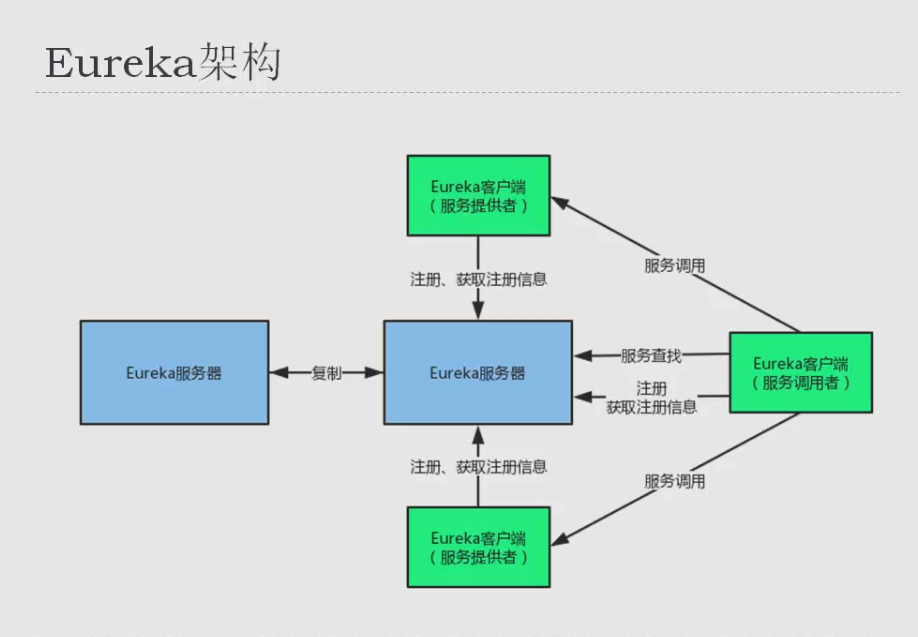 Eureka架构
Eureka客户端
（服务提供者）
服务调用
注册、获取注册信息
Eureka服务器
复制
Eureka服务器
服务查找
注册
获取注册信息
Eureka客户端
（服务调用者）
注册、获取注册信息
服务调用
Eureka客户端
（服务提供者）